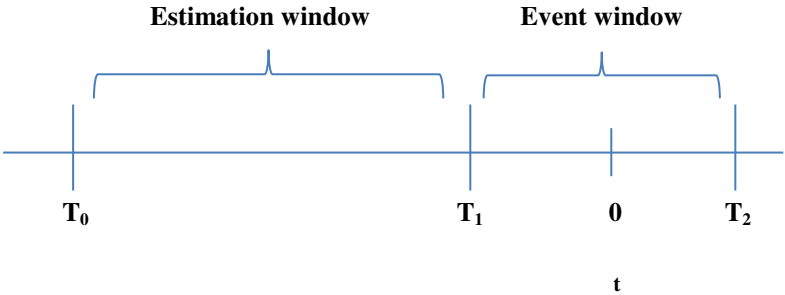 Estimation window Event window
T₀ T₁ 0 T₂
t